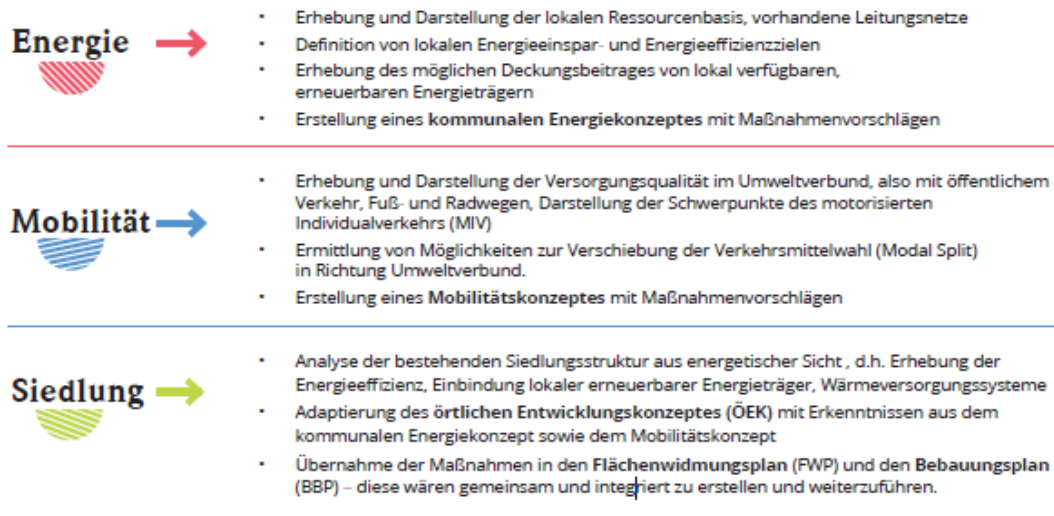 Energie
· Erhebung und Darstellung der lokalen Ressourcenbasis, vorhandene Leitungsnetze
· Definition von lokalen Energieeinspar- und Energieeffizienzzielen
· Erhebung des möglichen Deckungsbeitrages von lokal verfügbaren,
erneuerbaren Energieträgern
· Erstellung eines kommunalen Energiekonzeptes mit Maßnahmenvorschlägen
Mobilität
· Erhebung und Darstellung der Versorgungsqualität im Umweltverbund, also mit öffentlichem
Verkehr, Fuß- und Radwegen, Darstellung der Schwerpunkte des motorisierten
Individualverkehrs (MIV)
· Ermittlung von Möglichkeiten zur Verschiebung der Verkehrsmittelwahl (Modal Split)
in Richtung Umweltverbund.
· Erstellung eines Mobilitätskonzeptes mit Maßnahmenvorschlägen
Siedlung
· Analyse der bestehenden Siedlungsstruktur aus energetischer Sicht , d.h. Erhebung der
Energieeffizienz, Einbindung lokaler erneuerbarer Energieträger, Wärmeversorgungssysteme
· Adaptierung des örtlichen Entwicklungskonzeptes (ÖEK) mit Erkenntnissen aus dem
kommunalen Energiekonzept sowie dem Mobilitätskonzept
· Übernahme der Maßnahmen in den Flächenwidmungsplan (FWP) und den Bebauungsplan
(BBP) – diese wären gemeinsam und integriert zu erstellen und weiterzuführen.